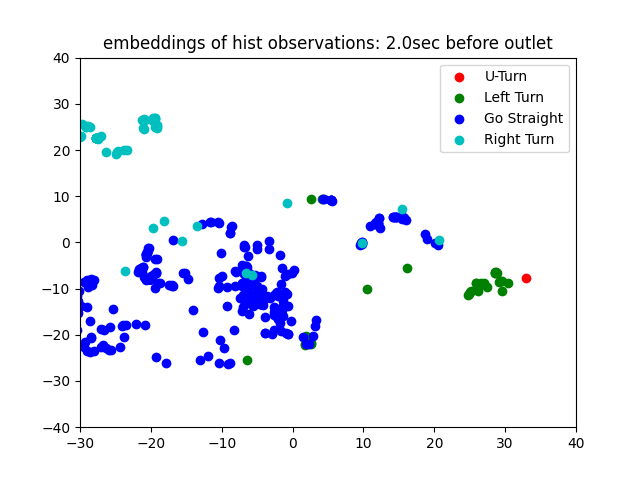 embeddings of hist observations: 2.0sec before outlet
U-Turn
Left Turn
Go Straight
Right Turn
40
30
20
10
0
−10
−20
−30
−40
−30 −20 −10 0 10 20 30 40